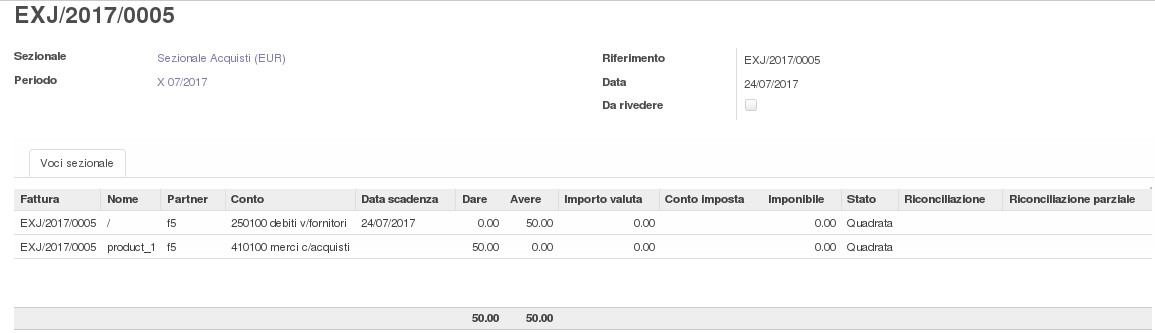 EXJ/2017/0005
Sezionale Sezionale Acquisti (EUR) Riferimento EXJ/2017/0005
Periodo X 07/2017 Data 24/07/2017
Da rivedere
Voci sezionale
Fattura Nome Partner Conto Data scadenza Dare Avere Importo valuta Conto imposta Imponibile Stato Riconciliazione Riconciliazione parziale
EXJ/2017/0005 / f5 250100 debiti v/fornitori 24/07/2017 0.00 50.00 0.00 0.00 Quadrata
EXJ/2017/0005 product_1 f5 410100 merci c/acquisti 50.00 0.00 0.00 0.00 Quadrata
50.00 50.00